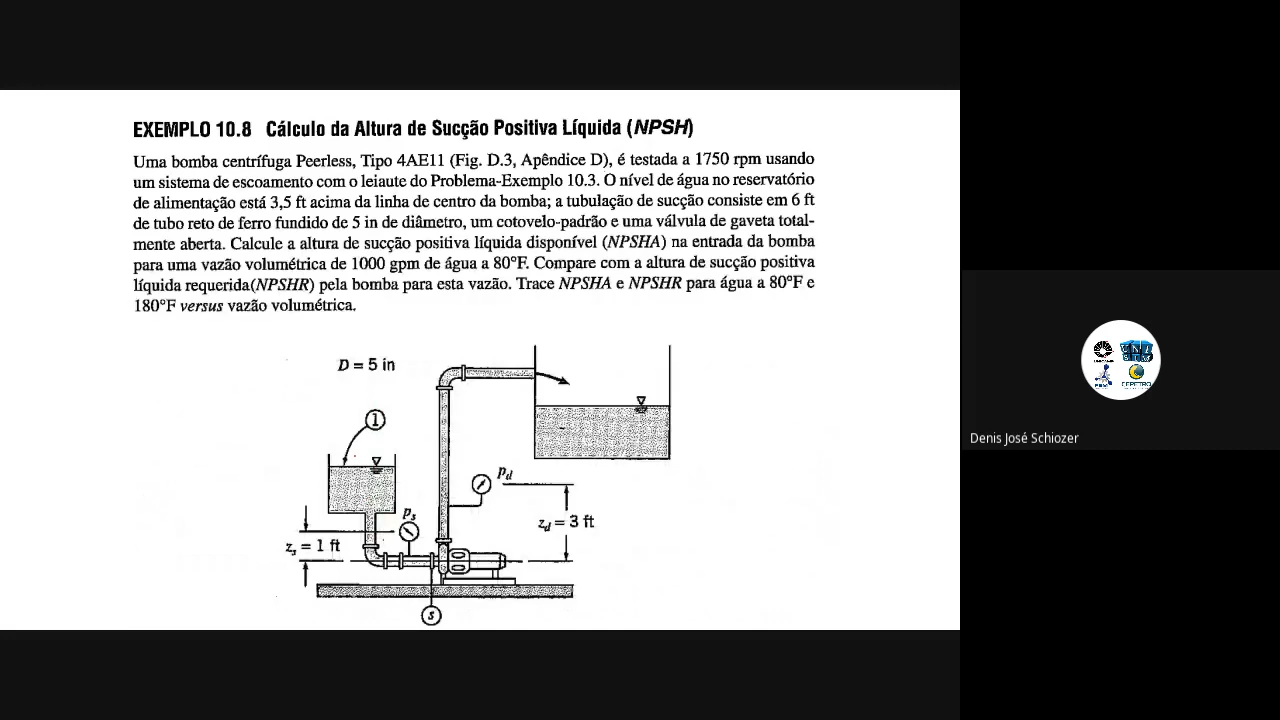 EXEMPLO 10.8 Cálculo da Altura de Sucção Positiva Líquida (NPSH)
Uma bomba centrífuga Peerless, Tipo 4AE11 (Fig. D.3, Apêndice D), é testada a 1750 rpm usando
um sistema de escoamento com o leiaute do Problema-Exemplo 10.3. O nível de água no reservatório
de alimentação está 3,5 ft acima da linha de centro da bomba; a tubulação de sucção consiste em 6 ft
de tubo reto de ferro fundido de 5 in de diâmetro, um cotovelo-padrão e uma válvula de gaveta total-
mente aberta. Calcule a altura de sucção positiva líquida disponível (NPSHA) na entrada da bomba
para uma vazão volumétrica de 1000 gpm de água a 80°F. Compare com a altura de sucção positiva
líquida requerida(NPSHR) pela bomba para esta vazão. Trace NPSHA e NPSHR para água a 80°F e
180°F versus vazão volumétrica.
D = 5 in
1
pd
ps
zd = 3 ft
zs = 1 ft
s
CEPETRO
Denis José Schiozer